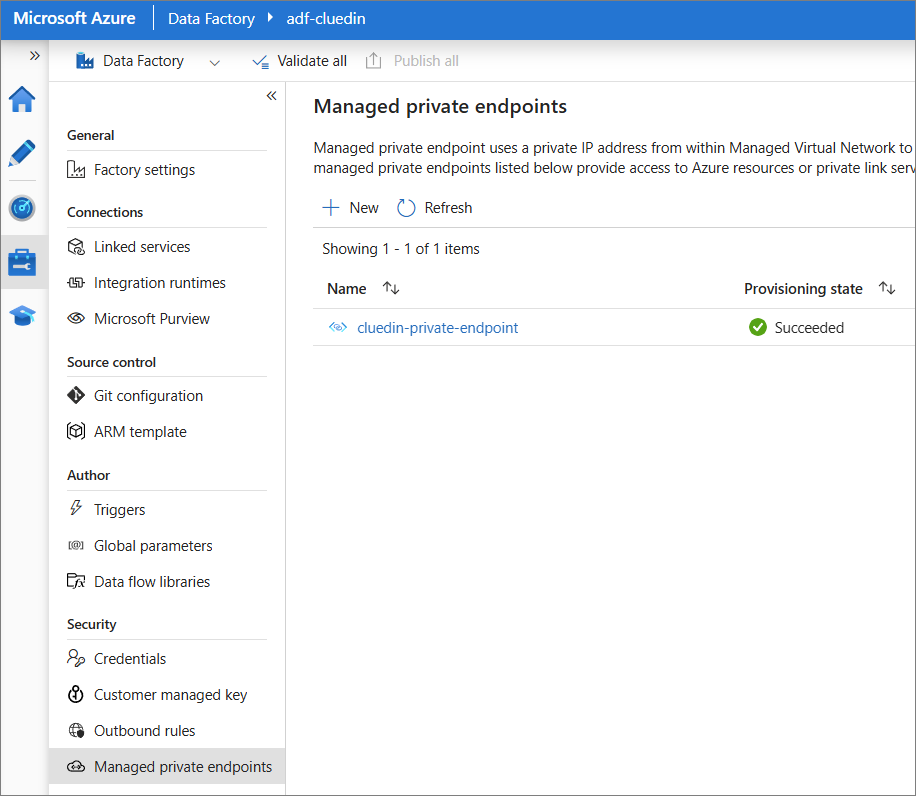 Microsoft Azure Data Factory adf-cluedin
Data Factory Validate all Publish all
General
Factory settings
Connections
Linked services
Integration runtimes
Microsoft Purview
Source control
Git configuration
ARM template
Author
Triggers
Global parameters
Data flow libraries
Security
Credentials
Customer managed key
Outbound rules
Managed private endpoints
Managed private endpoints
Managed private endpoint uses a private IP address from within Managed Virtual Network to
managed private endpoints listed below provide access to Azure resources or private link serv
New Refresh
Showing 1 - 1 of 1 items
Name Provisioning state
cluedin-private-endpoint Succeeded